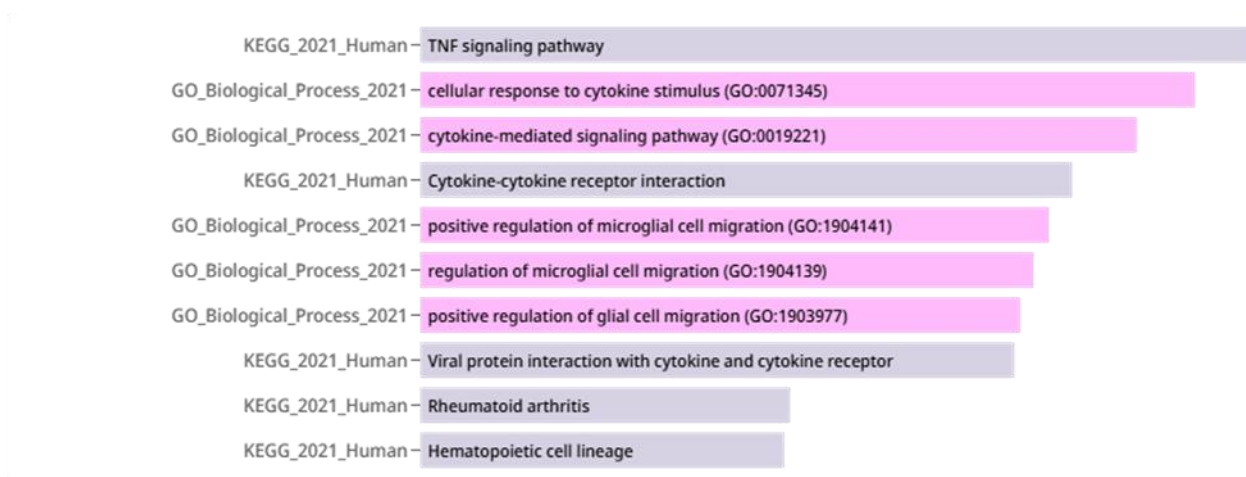 KEGG_2021_Human TNF signaling pathway
GO_Biological_Process_2021 cellular response to cytokine stimulus (GO:0071345)
GO_Biological_Process_2021 cytokine-mediated signaling pathway (GO:0019221)
KEGG_2021_Human Cytokine-cytokine receptor interaction
GO_Biological_Process_2021 positive regulation of microglial cell migration (GO:1904141)
GO_Biological_Process_2021 regulation of microglial cell migration (GO:1904139)
GO_Biological_Process_2021 positive regulation of glial cell migration (GO:1903977)
KEGG_2021_Human Viral protein interaction with cytokine and cytokine receptor
KEGG_2021_Human Rheumatoid arthritis
KEGG_2021_Human Hematopoietic cell lineage